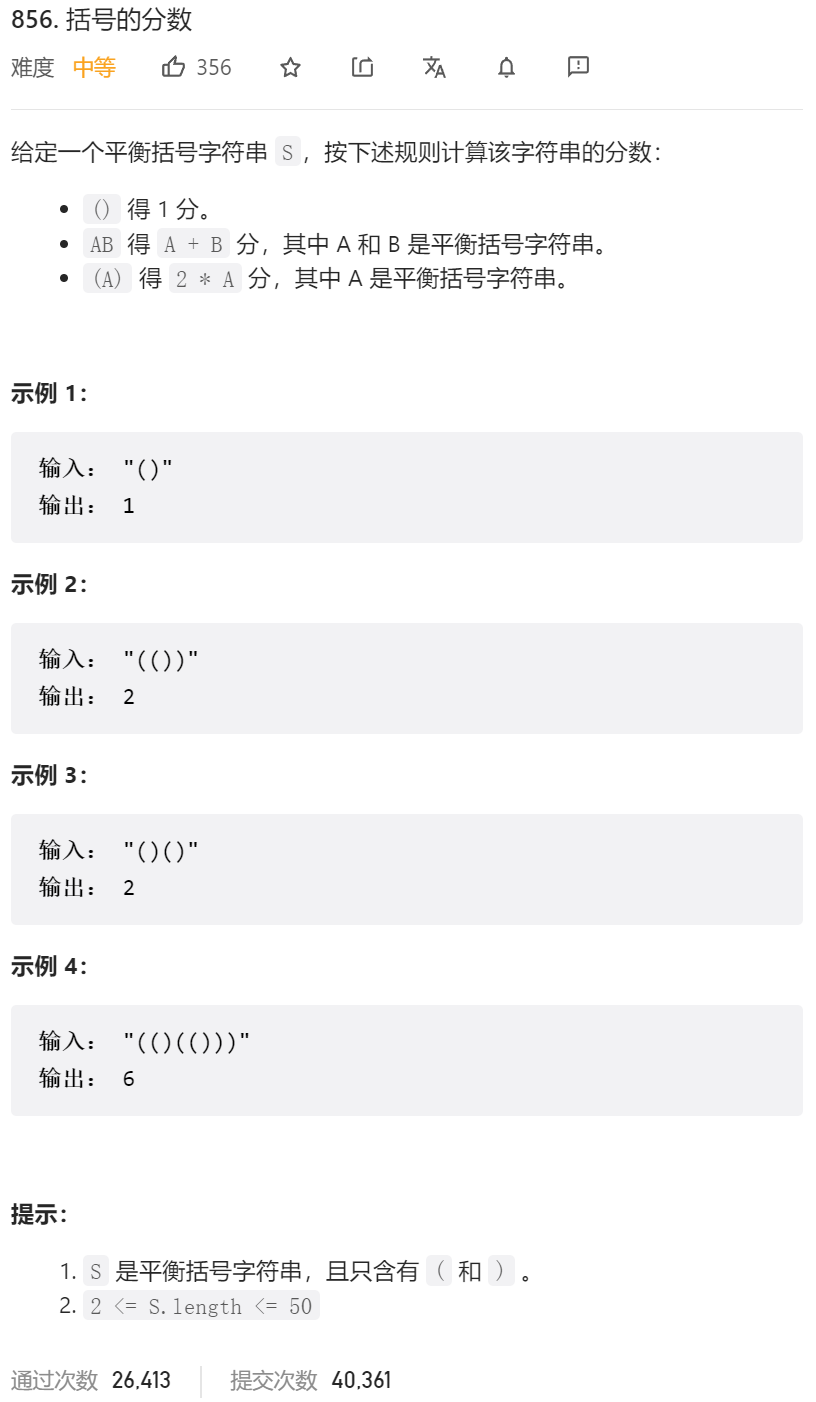 856. 括号的分数
难度 中等 356
给定一个平衡括号字符串 S，按下述规则计算该字符串的分数：
• () 得 1 分。
• AB 得 A + B 分，其中 A 和 B 是平衡括号字符串。
• (A) 得 2 * A 分，其中 A 是平衡括号字符串。
示例 1：
输入： "()"
输出： 1
示例 2：
输入： "(())"
输出： 2
示例 3：
输入： "()()"
输出： 2
示例 4：
输入： "(()(()))"
输出： 6
提示：
1. S 是平衡括号字符串，且只含有 ( 和 ) 。
2. 2 <= S.length <= 50
通过次数 26,413 提交次数 40,361